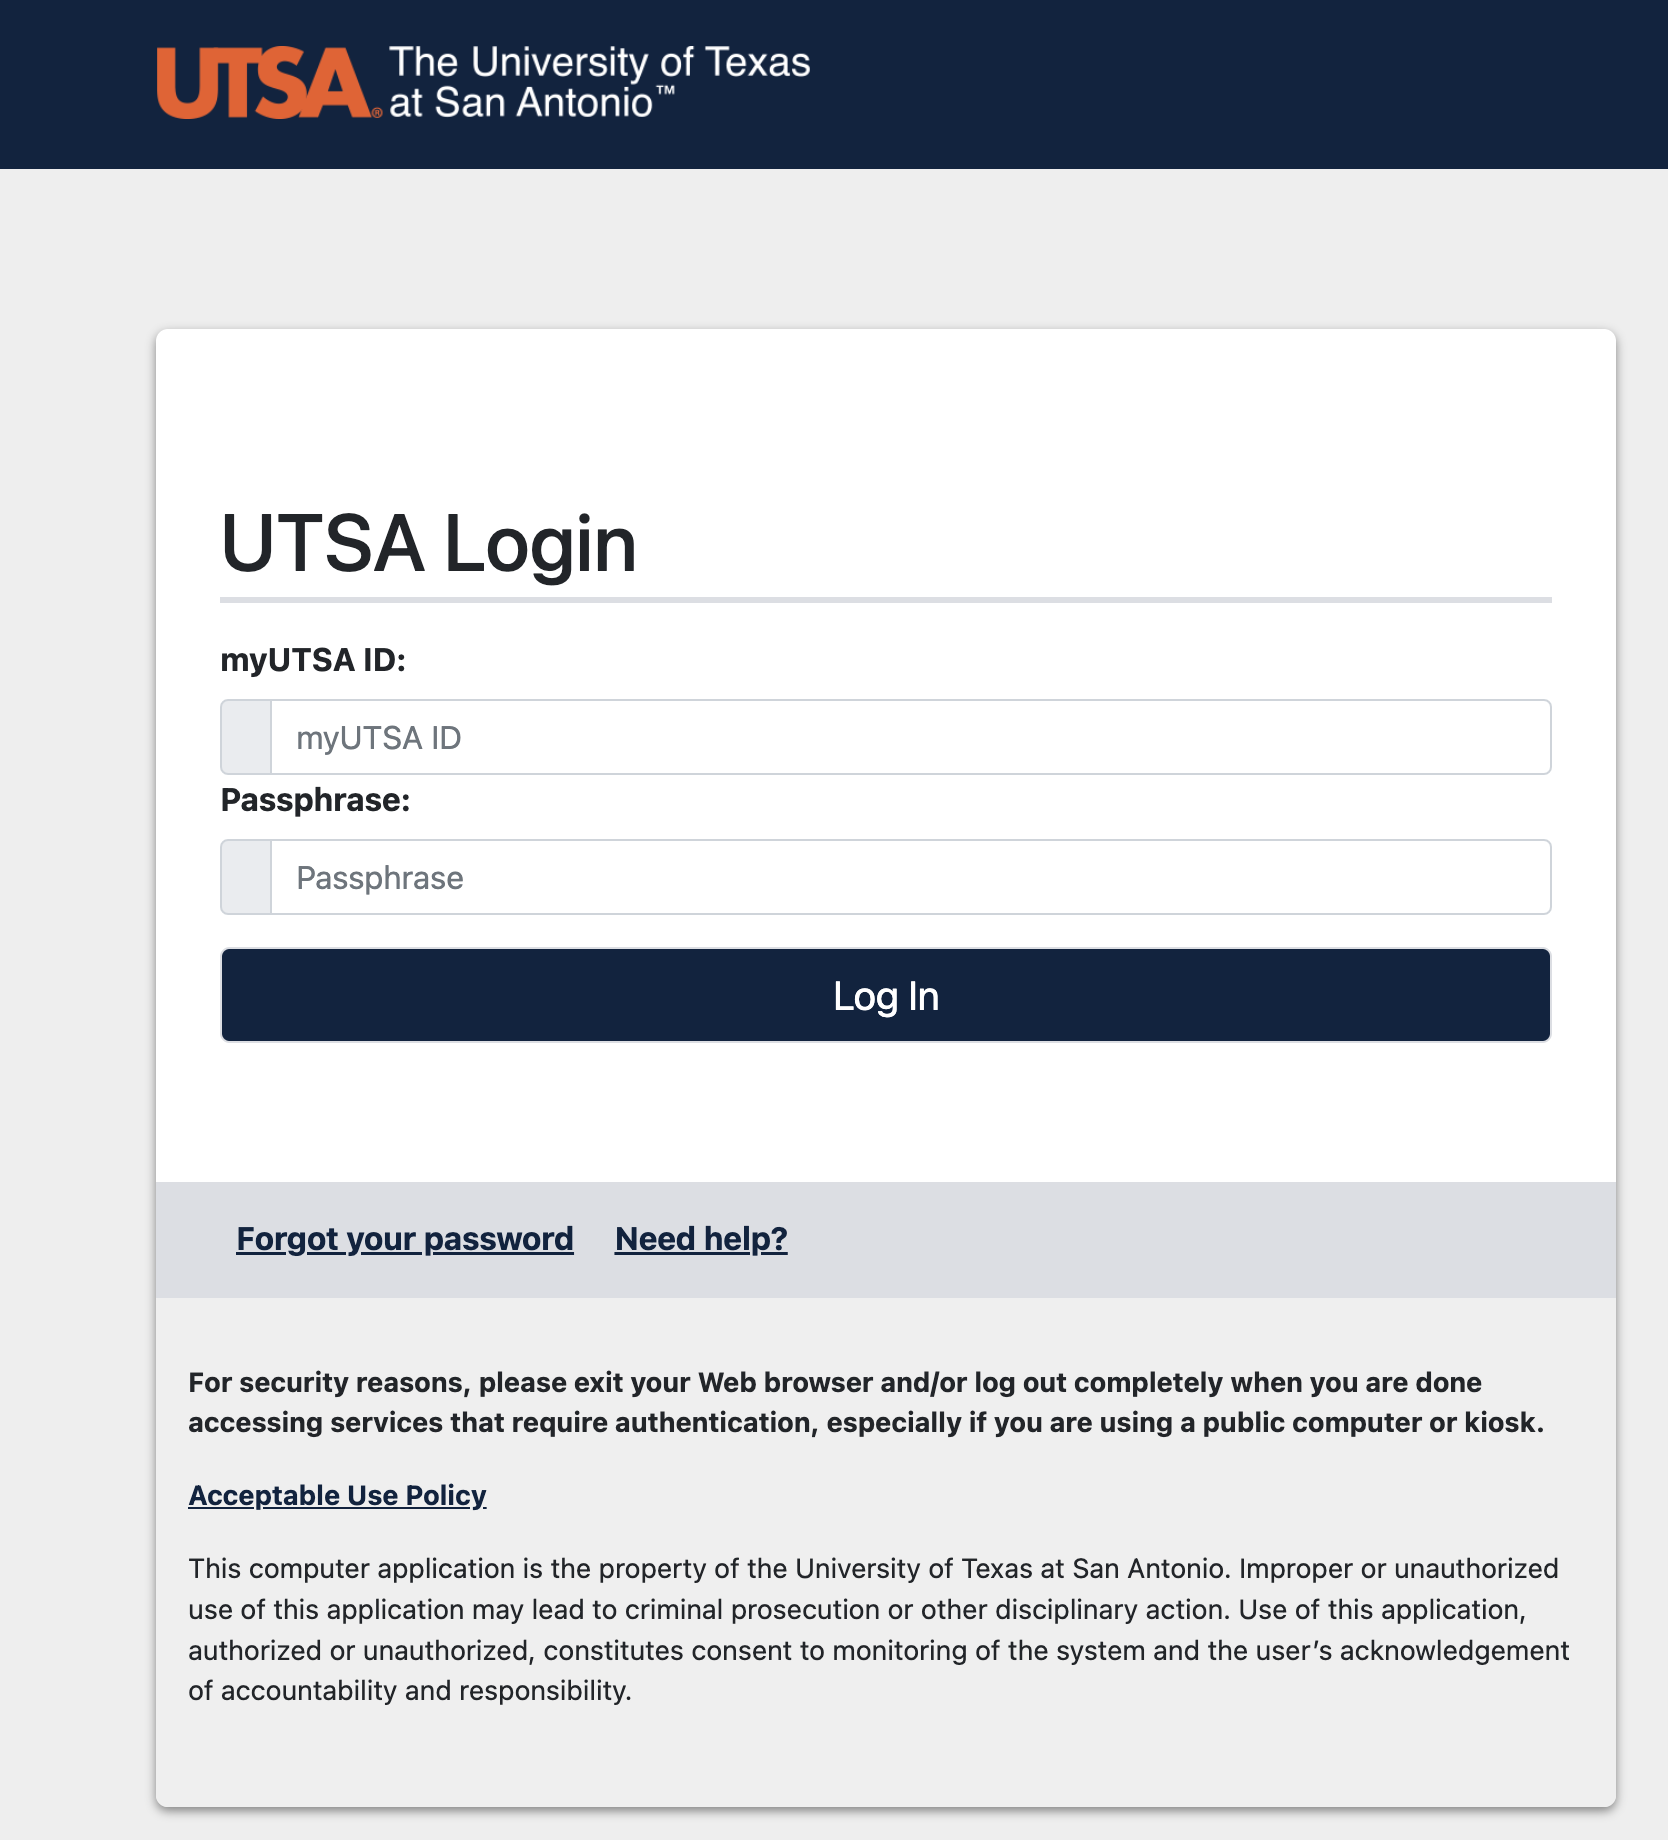 UTSA® The University of Texas
at San Antonio™
UTSA Login
myUTSA ID:
myUTSA ID
Passphrase:
Passphrase
Log In
Forgot your password Need help?
For security reasons, please exit your Web browser and/or log out completely when you are done
accessing services that require authentication, especially if you are using a public computer or kiosk.
Acceptable Use Policy
This computer application is the property of the University of Texas at San Antonio. Improper or unauthorized
use of this application may lead to criminal prosecution or other disciplinary action. Use of this application,
authorized or unauthorized, constitutes consent to monitoring of the system and the user’s acknowledgement
of accountability and responsibility.